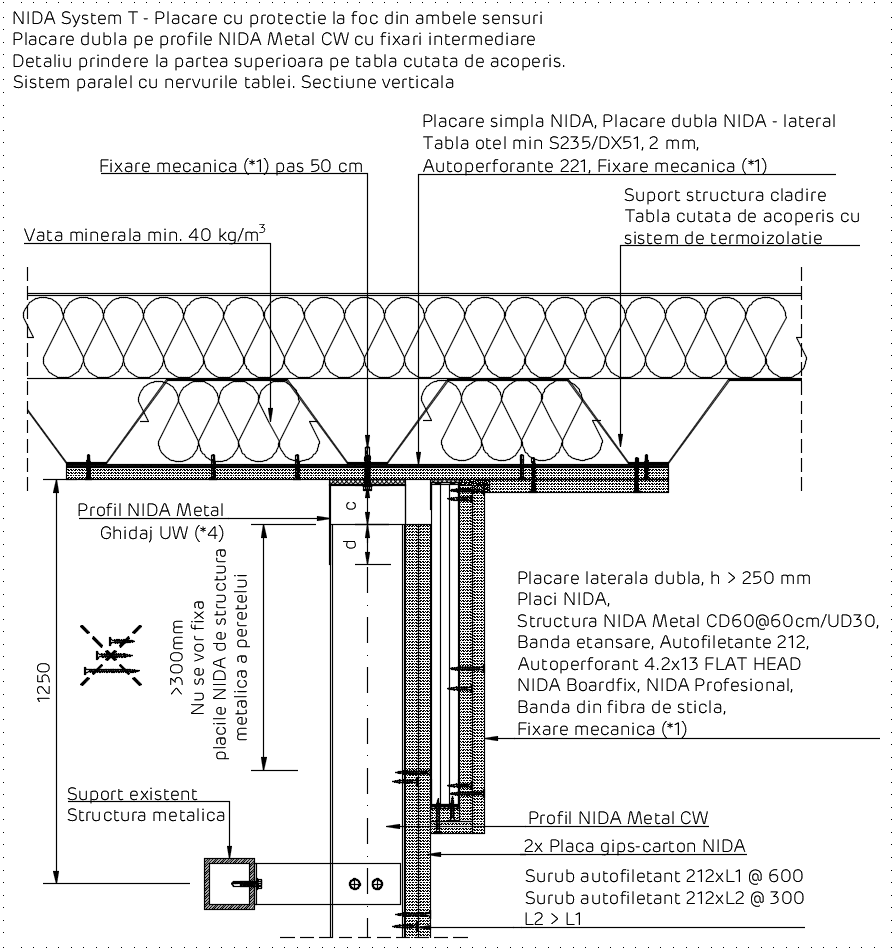 NIDA System T - Placare cu protectie la foc din ambele sensuri
Placare dubla pe profile NIDA Metal CW cu fixari intermediare
Detaliu prindere la partea superioara pe tabla cutata de acoperis.
Sistem paralel cu nervurile tablei. Sectiune verticala
Placare simpla NIDA, Placare dubla NIDA - lateral
Tabla otel min S235/DX51, 2 mm,
Autoperforante 221, Fixare mecanica (*1)
Fixare mecanica (*1) pas 50 cm
Suport structura cladire
Tabla cutata de acoperis cu
sistem de termoizolatie
Vata minerala min. 40 kg/m³
Profil NIDA Metal
Ghidaj UW (*4)
c
d
>300mm
Nu se vor fixa
placile NIDA de structura
metalica a peretelui
1250
Placare laterala dubla, h > 250 mm
Placi NIDA,
Structura NIDA Metal CD60@60cm/UD30,
Banda etansare, Autofiletante 212,
Autoperforant 4.2x13 FLAT HEAD
NIDA Boardfix, NIDA Profesional,
Banda din fibra de sticla,
Fixare mecanica (*1)
Suport existent
Structura metalica
Profil NIDA Metal CW
2x Placa gips-carton NIDA
Surub autofiletant 212xL1 @ 600
Surub autofiletant 212xL2 @ 300
L2 > L1